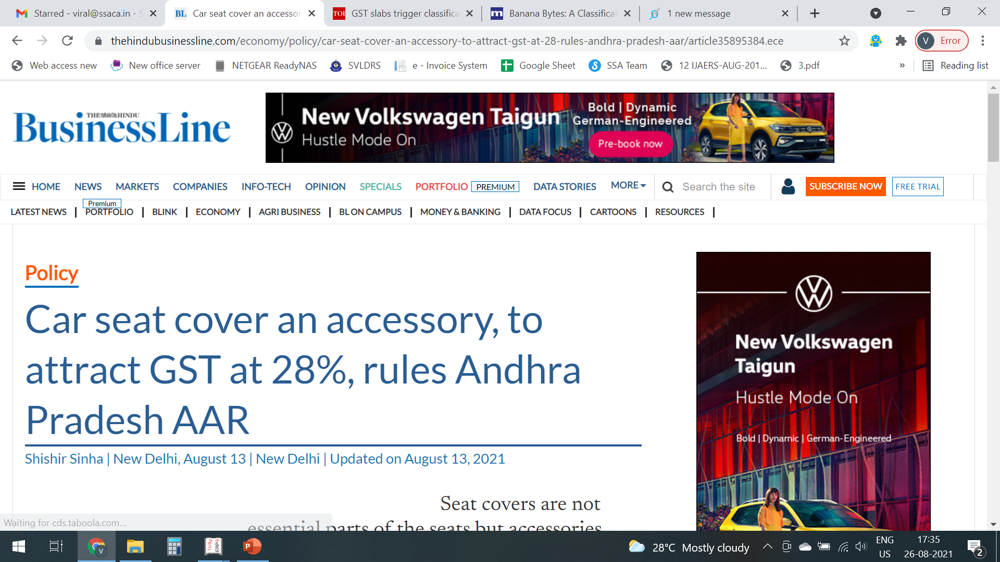 Starred - viral@ssaca.in - S
BL Car seat cover an accessor
TOI GST slabs trigger classifica
m Banana Bytes: A Classificat
1 new message
thehindubusinessline.com/economy/policy/car-seat-cover-an-accessory-to-attract-gst-at-28-rules-andhra-pradesh-aar/article35895384.ece
V Error
Web access new
New office server
NETGEAR ReadyNAS
SVLDRS
e - Invoice System
Google Sheet
SSA Team
12 IJAERS-AUG-201...
3.pdf
»
Reading list
THE HINDU
BusinessLine
New Volkswagen Taigun
Hustle Mode On
Bold | Dynamic
German-Engineered
Pre-book now
HOME NEWS MARKETS COMPANIES INFO-TECH OPINION SPECIALS PORTFOLIO PREMIUM DATA STORIES MORE
Search the site
SUBSCRIBE NOW
FREE TRIAL
Premium
LATEST NEWS | PORTFOLIO | BLINK | ECONOMY | AGRI BUSINESS | BL ON CAMPUS | MONEY & BANKING | DATA FOCUS | CARTOONS | RESOURCES |
Policy
Car seat cover an accessory, to
attract GST at 28%, rules Andhra
Pradesh AAR
Shishir Sinha | New Delhi, August 13 | New Delhi | Updated on August 13, 2021
Seat covers are not
essential parts of the seats but accessories
New Volkswagen
Taigun
Hustle Mode On
Bold | Dynamic | German-Engineered
Waiting for cds.taboola.com...
V
Tally
ERP9
P
28°C Mostly cloudy
ENG
US
17:35
26-08-2021
2